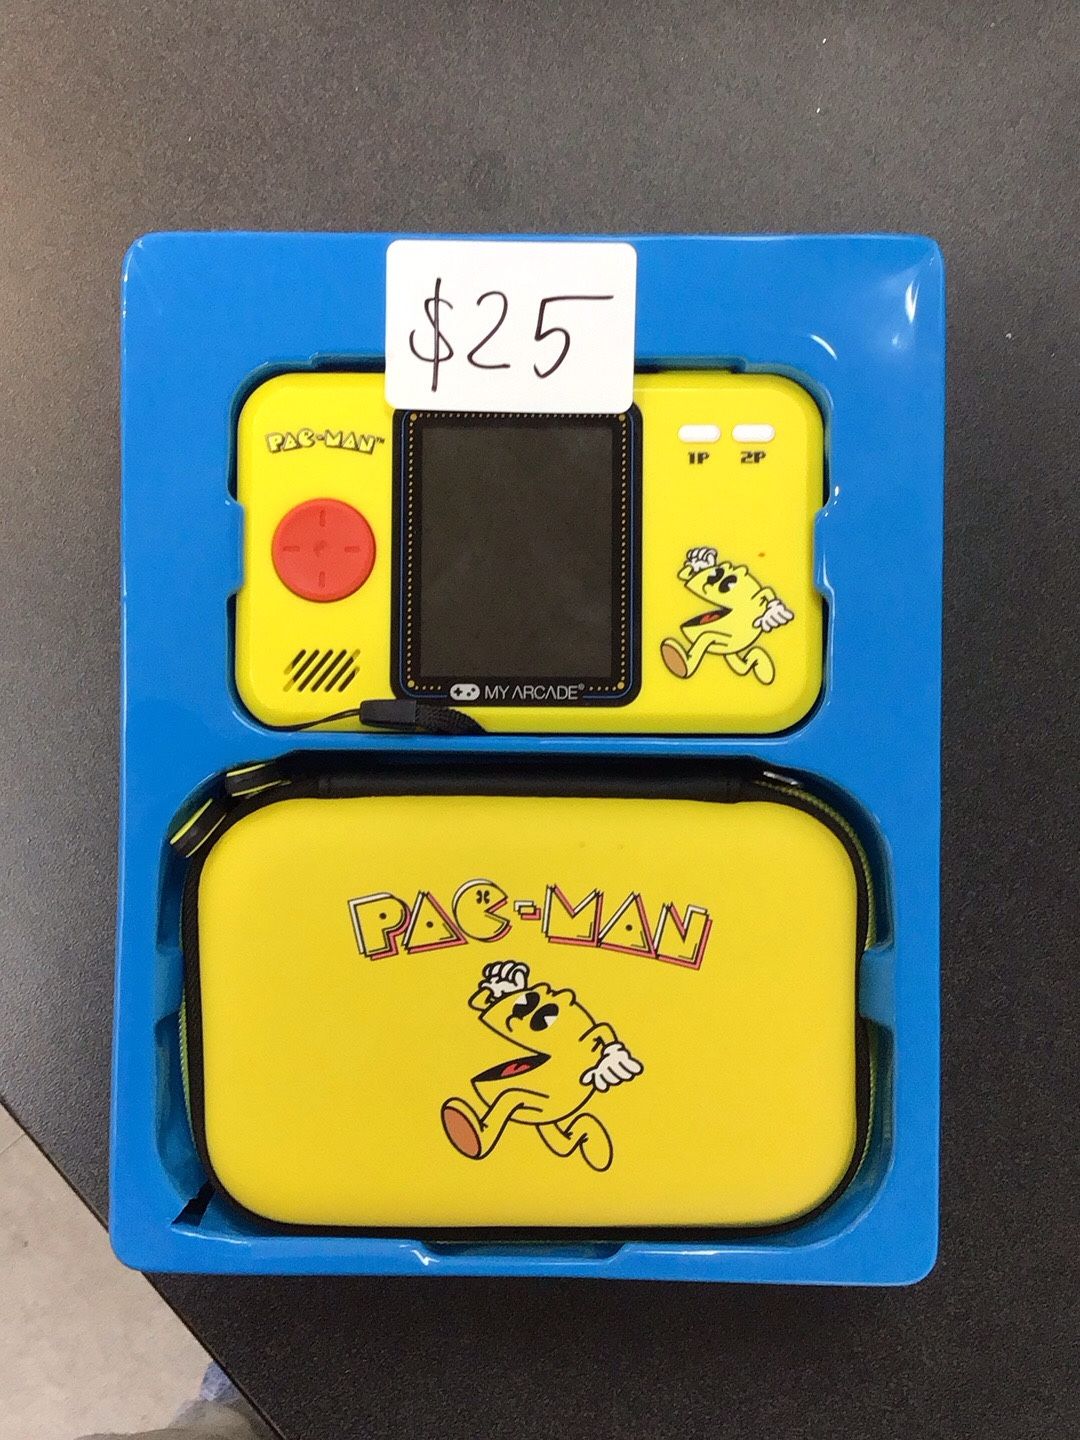 $25
PAC-MAN™
1P 2P
MY ARCADE®
PAC-MAN